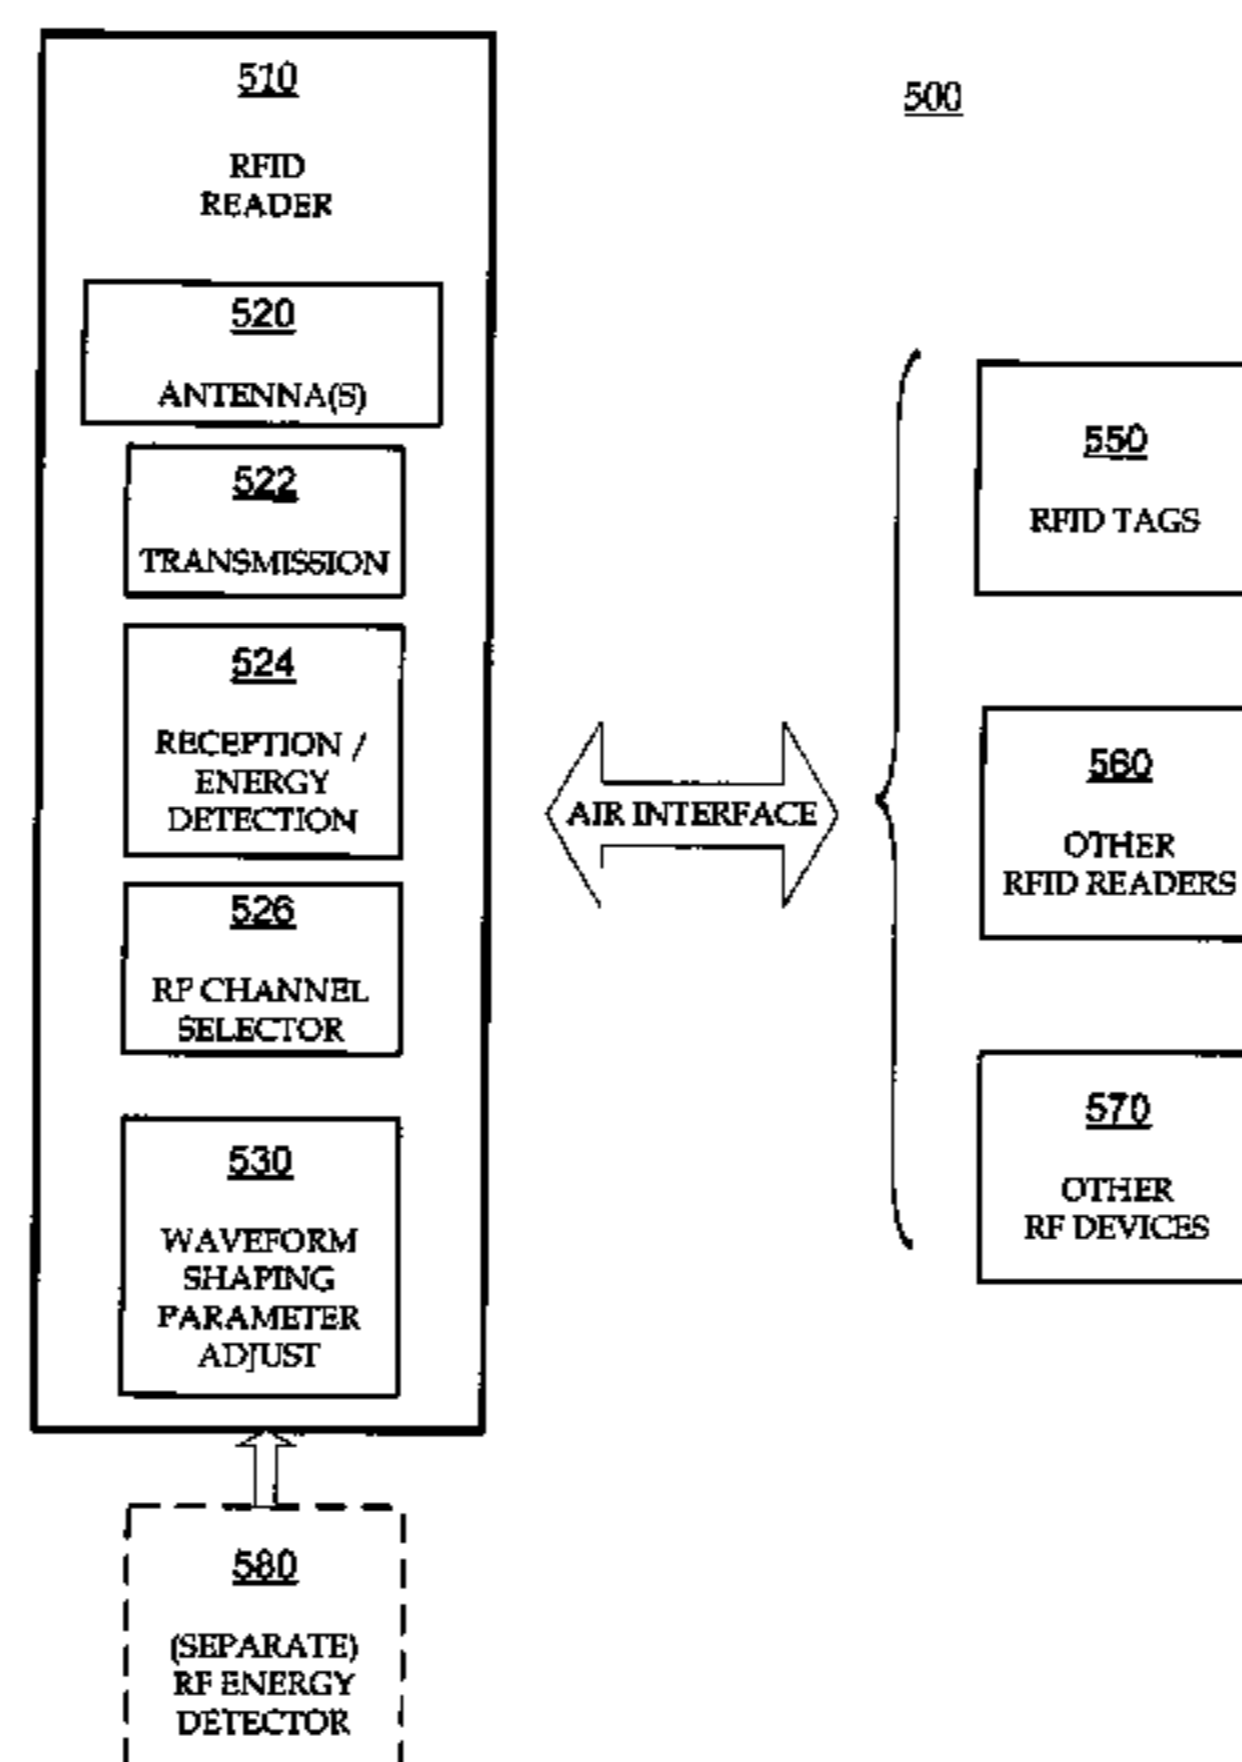 510
RFID
READER
500
520
ANTENNA(S)
522
TRANSMISSION
524
RECEPTION /
ENERGY
DETECTION
526
RF CHANNEL
SELECTOR
530
WAVEFORM
SHAPING
PARAMETER
ADJUST
AIR INTERFACE
550
RFID TAGS
560
OTHER
RFID READERS
570
OTHER
RF DEVICES
580
(SEPARATE)
RF ENERGY
DETECTOR